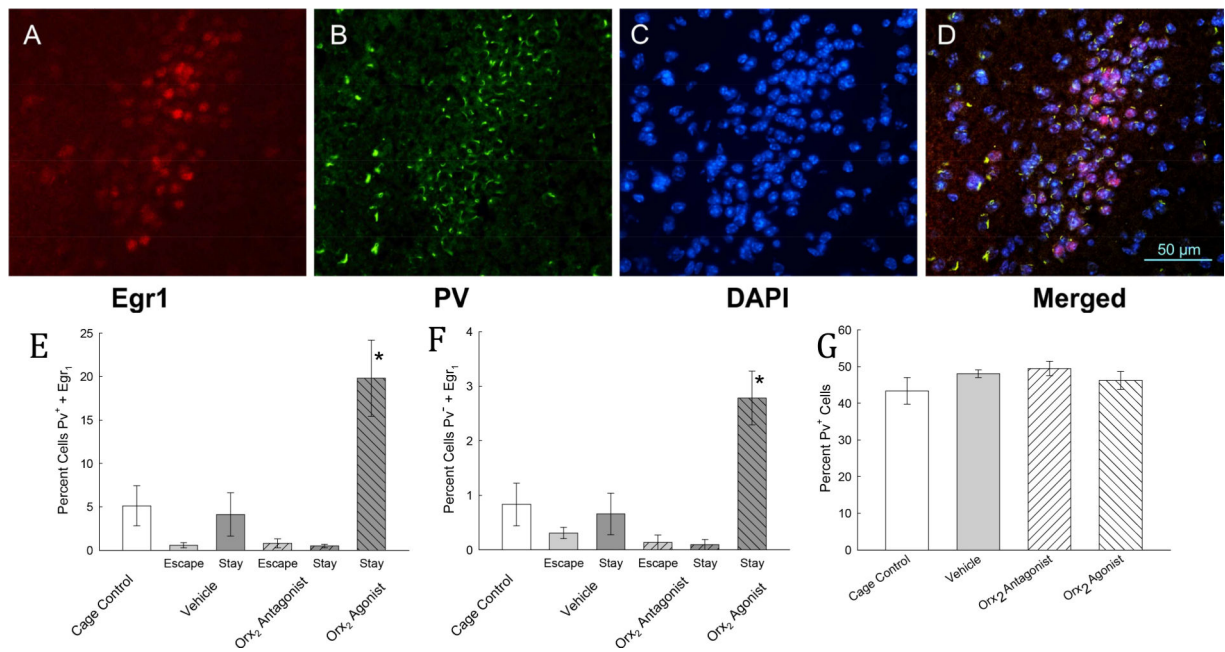 A B C D
50 µm
Egr1 PV DAPI Merged
E
Percent Cells Pv⁺ + Egr₁
25
20
15
10
5
0
*
Escape Stay Escape Stay Stay
Cage Control Vehicle Orx₂ Antagonist Orx₂ Agonist
F
Percent Cells Pv⁻ + Egr₁
4
3
2
1
0
*
Escape Stay Escape Stay Stay
Cage Control Vehicle Orx₂ Antagonist Orx₂ Agonist
G
Percent Pv⁺ Cells
60
50
40
30
20
10
0
Cage Control Vehicle Orx₂ Antagonist Orx₂ Agonist